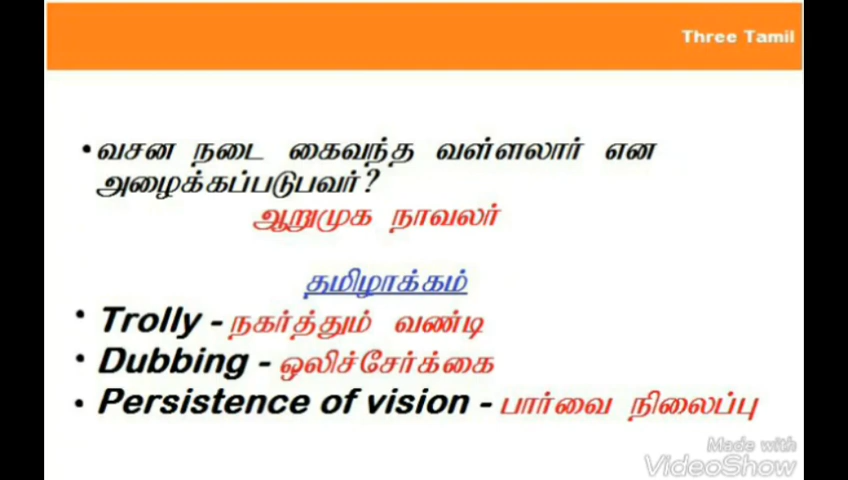 Three Tamil
• வசன நடை கைவந்த வள்ளலார் என
அழைக்கப்படுபவர்?
ஆறுமுக நாவலர்
தமிழாக்கம்
• Trolly - நகர்த்தும் வண்டி
• Dubbing - ஒலிச்சேர்க்கை
• Persistence of vision - பார்வை நிலைப்பு
Made with
VideoShow